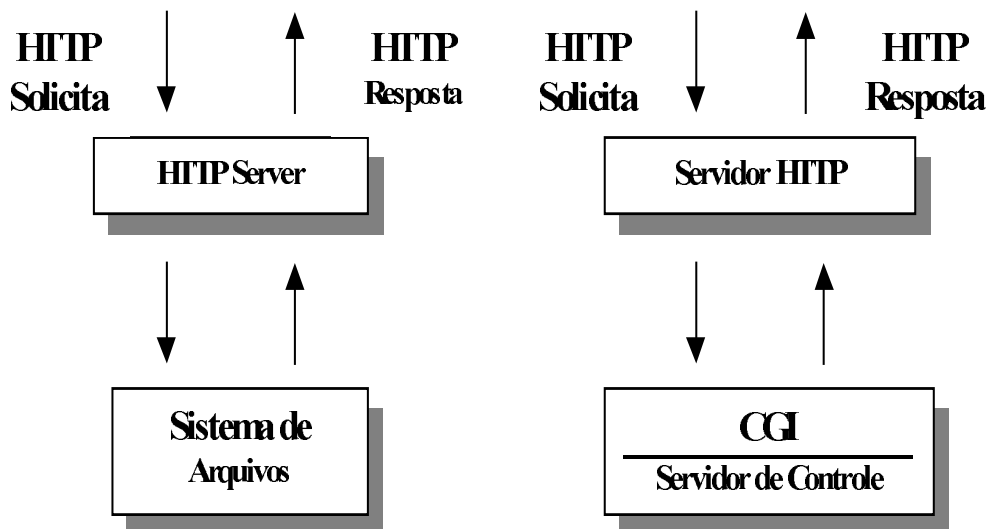 HTTP
Solicita
HTTP
Resposta
HTTP Server
Sistema de
Arquivos
HTTP
Solicita
HTTP
Resposta
Servidor HTTP
CGI
Servidor de Controle